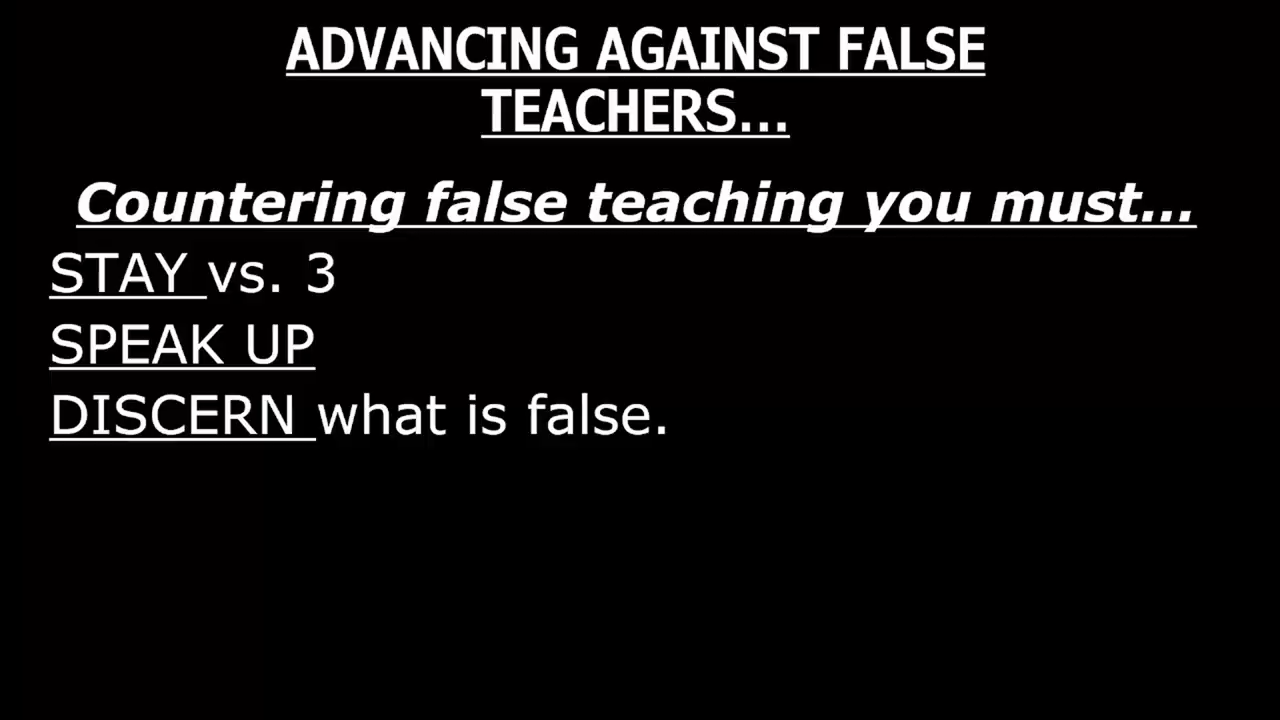 ADVANCING AGAINST FALSE
TEACHERS...
Countering false teaching you must...
STAY vs. 3
SPEAK UP
DISCERN what is false.